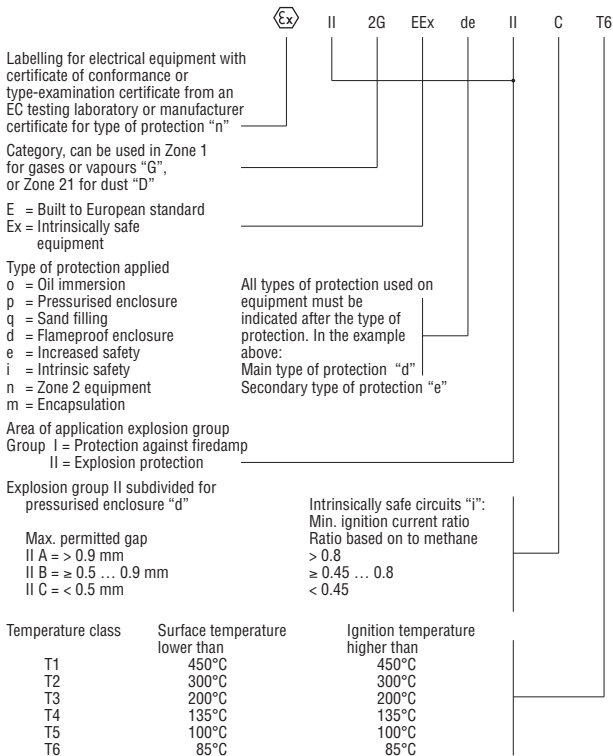 Ex II 2G EEx de II C T6
Labelling for electrical equipment with
certificate of conformance or
type-examination certificate from an
EC testing laboratory or manufacturer
certificate for type of protection “n”
Category, can be used in Zone 1
for gases or vapours “G”,
or Zone 21 for dust “D”
E = Built to European standard
Ex = Intrinsically safe
equipment
Type of protection applied
o = Oil immersion
p = Pressurised enclosure
q = Sand filling
d = Flameproof enclosure
e = Increased safety
i = Intrinsic safety
n = Zone 2 equipment
m = Encapsulation
All types of protection used on
equipment must be
indicated after the type of
protection. In the example
above:
Main type of protection “d”
Secondary type of protection “e”
Area of application explosion group
Group I = Protection against firedamp
II = Explosion protection
Explosion group II subdivided for
pressurised enclosure “d”
Max. permitted gap
II A = > 0.9 mm
II B = ≥ 0.5 … 0.9 mm
II C = < 0.5 mm
Intrinsically safe circuits “i”:
Min. ignition current ratio
Ratio based on to methane
> 0.8
≥ 0.45 … 0.8
< 0.45
Temperature class Surface temperature Ignition temperature
lower than higher than
T1 450°C 450°C
T2 300°C 300°C
T3 200°C 200°C
T4 135°C 135°C
T5 100°C 100°C
T6 85°C 85°C